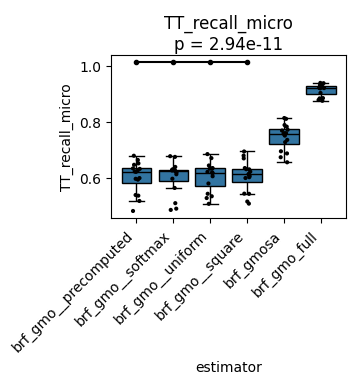 TT_recall_micro
p = 2.94e-11
TT_recall_micro
1.0
0.8
0.6
brf_gmo__precomputed
brf_gmo__softmax
brf_gmo__uniform
brf_gmo__square
brf_gmosa
brf_gmo_full
estimator